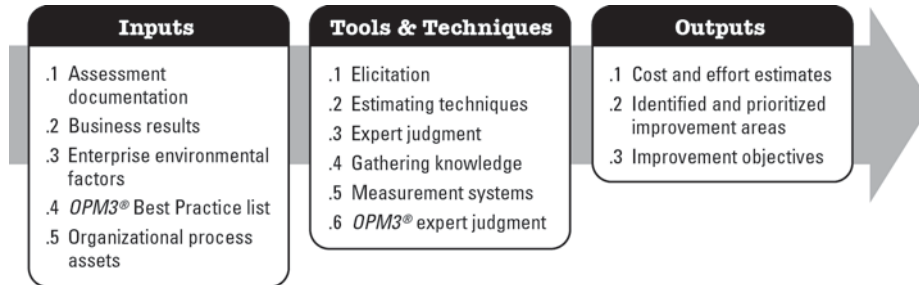 Inputs
.1 Assessment
documentation
.2 Business results
.3 Enterprise environmental
factors
.4 OPM3® Best Practice list
.5 Organizational process
assets
Tools & Techniques
.1 Elicitation
.2 Estimating techniques
.3 Expert judgment
.4 Gathering knowledge
.5 Measurement systems
.6 OPM3® expert judgment
Outputs
.1 Cost and effort estimates
.2 Identified and prioritized
improvement areas
.3 Improvement objectives